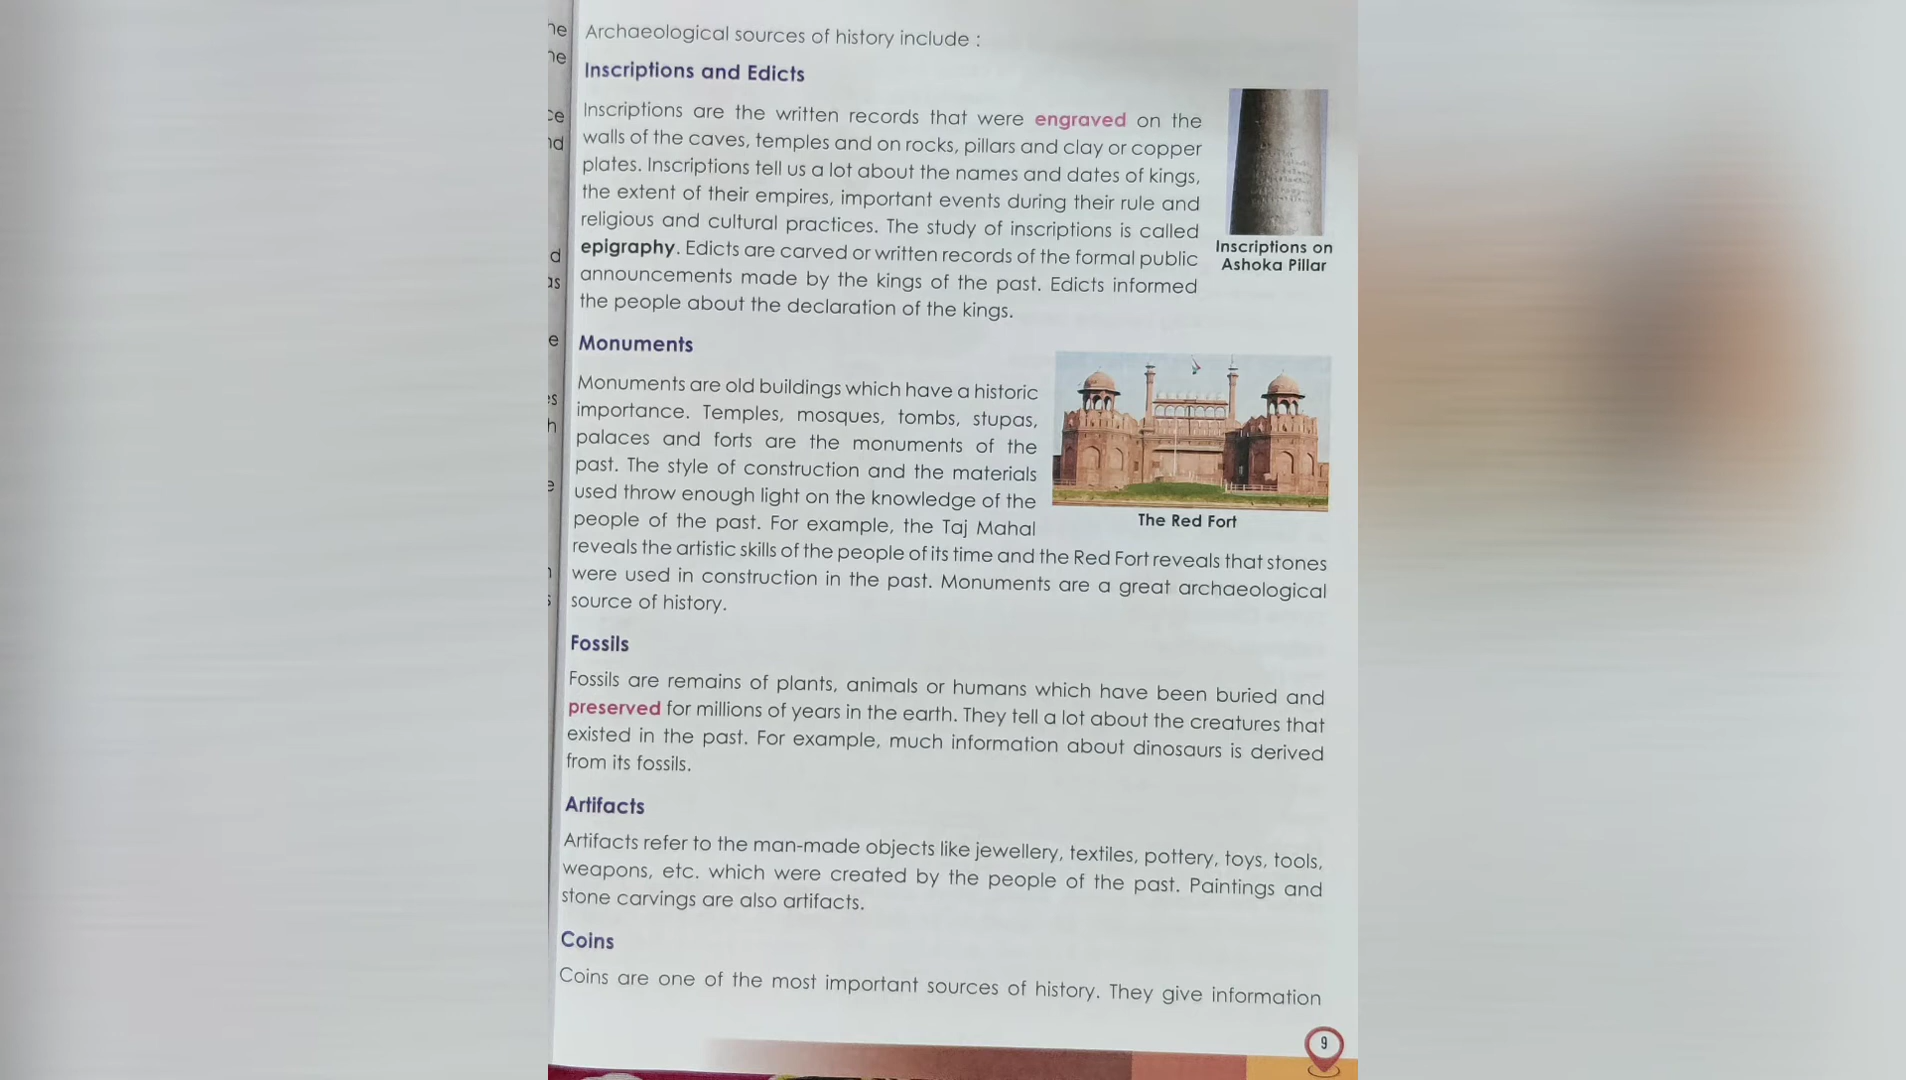 Archaeological sources of history include :
Inscriptions and Edicts
Inscriptions are the written records that were engraved on the
walls of the caves, temples and on rocks, pillars and clay or copper
plates. Inscriptions tell us a lot about the names and dates of kings,
the extent of their empires, important events during their rule and
religious and cultural practices. The study of inscriptions is called
epigraphy. Edicts are carved or written records of the formal public
announcements made by the kings of the past. Edicts informed
the people about the declaration of the kings.
Inscriptions on
Ashoka Pillar
Monuments
Monuments are old buildings which have a historic
importance. Temples, mosques, tombs, stupas,
palaces and forts are the monuments of the
past. The style of construction and the materials
used throw enough light on the knowledge of the
people of the past. For example, the Taj Mahal
reveals the artistic skills of the people of its time and the Red Fort reveals that stones
were used in construction in the past. Monuments are a great archaeological
source of history.
The Red Fort
Fossils
Fossils are remains of plants, animals or humans which have been buried and
preserved for millions of years in the earth. They tell a lot about the creatures that
existed in the past. For example, much information about dinosaurs is derived
from its fossils.
Artifacts
Artifacts refer to the man-made objects like jewellery, textiles, pottery, toys, tools,
weapons, etc. which were created by the people of the past. Paintings and
stone carvings are also artifacts.
Coins
Coins are one of the most important sources of history. They give information
9